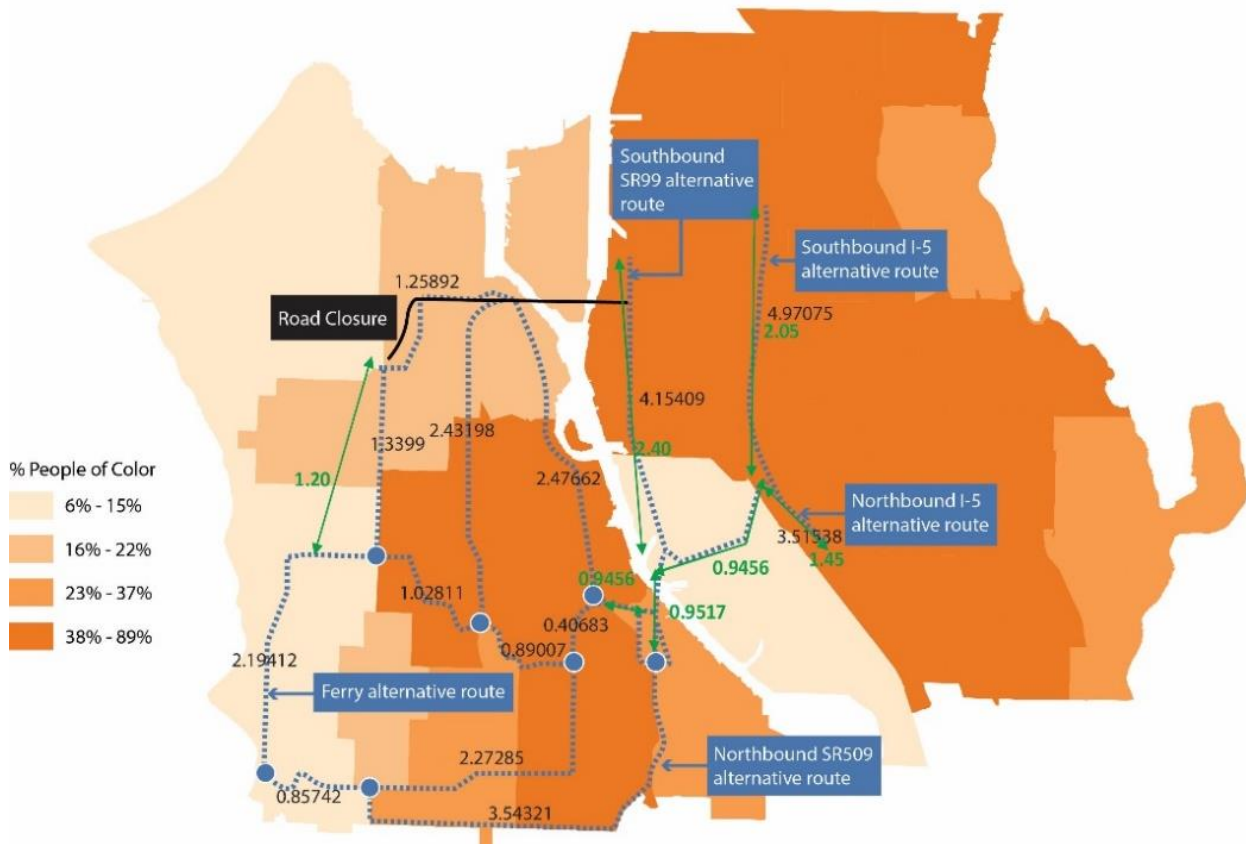 Southbound
SR99 alternative
route
Southbound I-5
alternative route
1.25892
Road Closure
4.97075
2.05
4.15409
1.3399
2.43198
2.40
1.20
2.47662
% People of Color
6% - 15%
16% - 22%
23% - 37%
38% - 89%
Northbound I-5
alternative route
3.51538
1.45
0.9456
0.9456
1.02811
0.9517
0.40683
0.89007
2.19412
Ferry alternative route
Northbound SR509
alternative route
2.27285
0.85742
3.54321